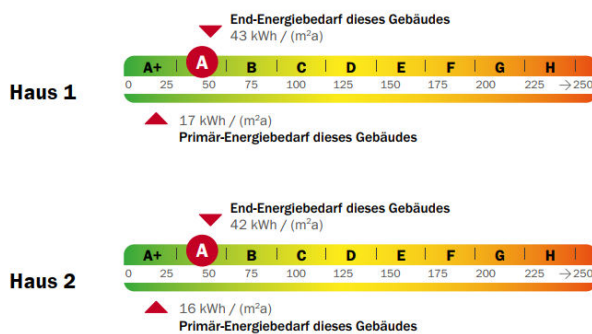 End-Energiebedarf dieses Gebäudes
43 kWh / (m²a)
A+ A B C D E F G H
0 25 50 75 100 125 150 175 200 225 →250
Haus 1
17 kWh / (m²a)
Primär-Energiebedarf dieses Gebäudes
End-Energiebedarf dieses Gebäudes
42 kWh / (m²a)
A+ A B C D E F G H
0 25 50 75 100 125 150 175 200 225 →250
Haus 2
16 kWh / (m²a)
Primär-Energiebedarf dieses Gebäudes